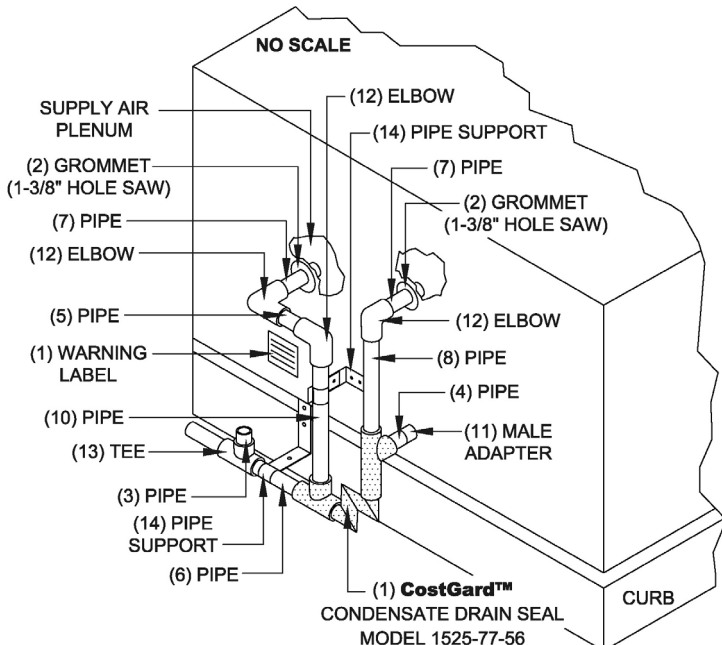 NO SCALE
(12) ELBOW
SUPPLY AIR
PLENUM
(14) PIPE SUPPORT
(2) GROMMET
(1-3/8" HOLE SAW)
(7) PIPE
(7) PIPE
(2) GROMMET
(1-3/8" HOLE SAW)
(12) ELBOW
(5) PIPE
(12) ELBOW
(1) WARNING
LABEL
(8) PIPE
(4) PIPE
(10) PIPE
(11) MALE
ADAPTER
(13) TEE
(3) PIPE
(14) PIPE
SUPPORT
(6) PIPE
(1) CostGard™
CONDENSATE DRAIN SEAL
MODEL 1525-77-56
CURB